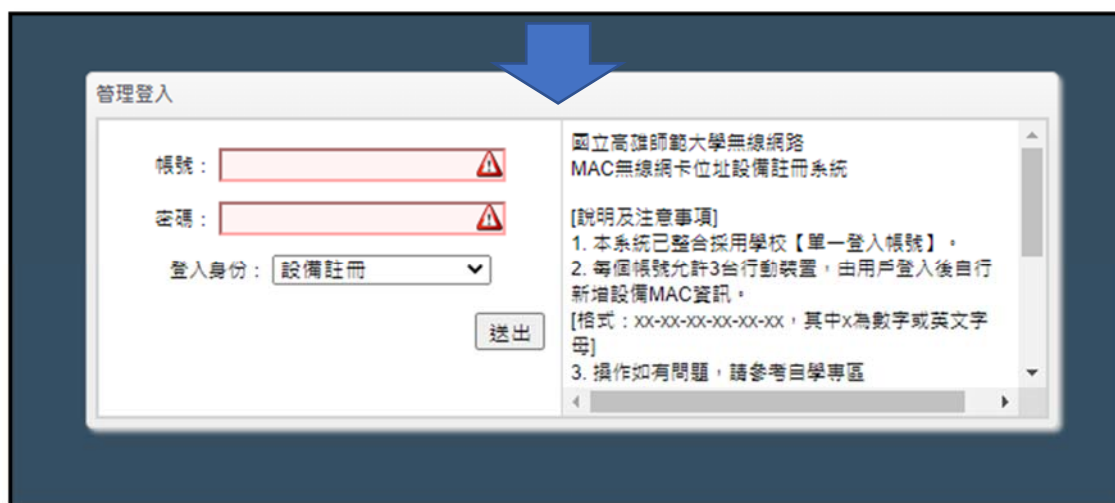 管理登入
帳號：
密碼：
登入身份： 設備註冊
送出
國立高雄師範大學無線網路
MAC無線網卡位址設備註冊系統
[說明及注意事項]
1. 本系統已整合採用學校【單一登入帳號】。
2. 每個帳號允許3台行動裝置，由用戶登入後自行
新增設備MAC資訊。
[格式：xx-xx-xx-xx-xx-xx，其中x為數字或英文字
母]
3. 操作如有問題，請參考自學專區